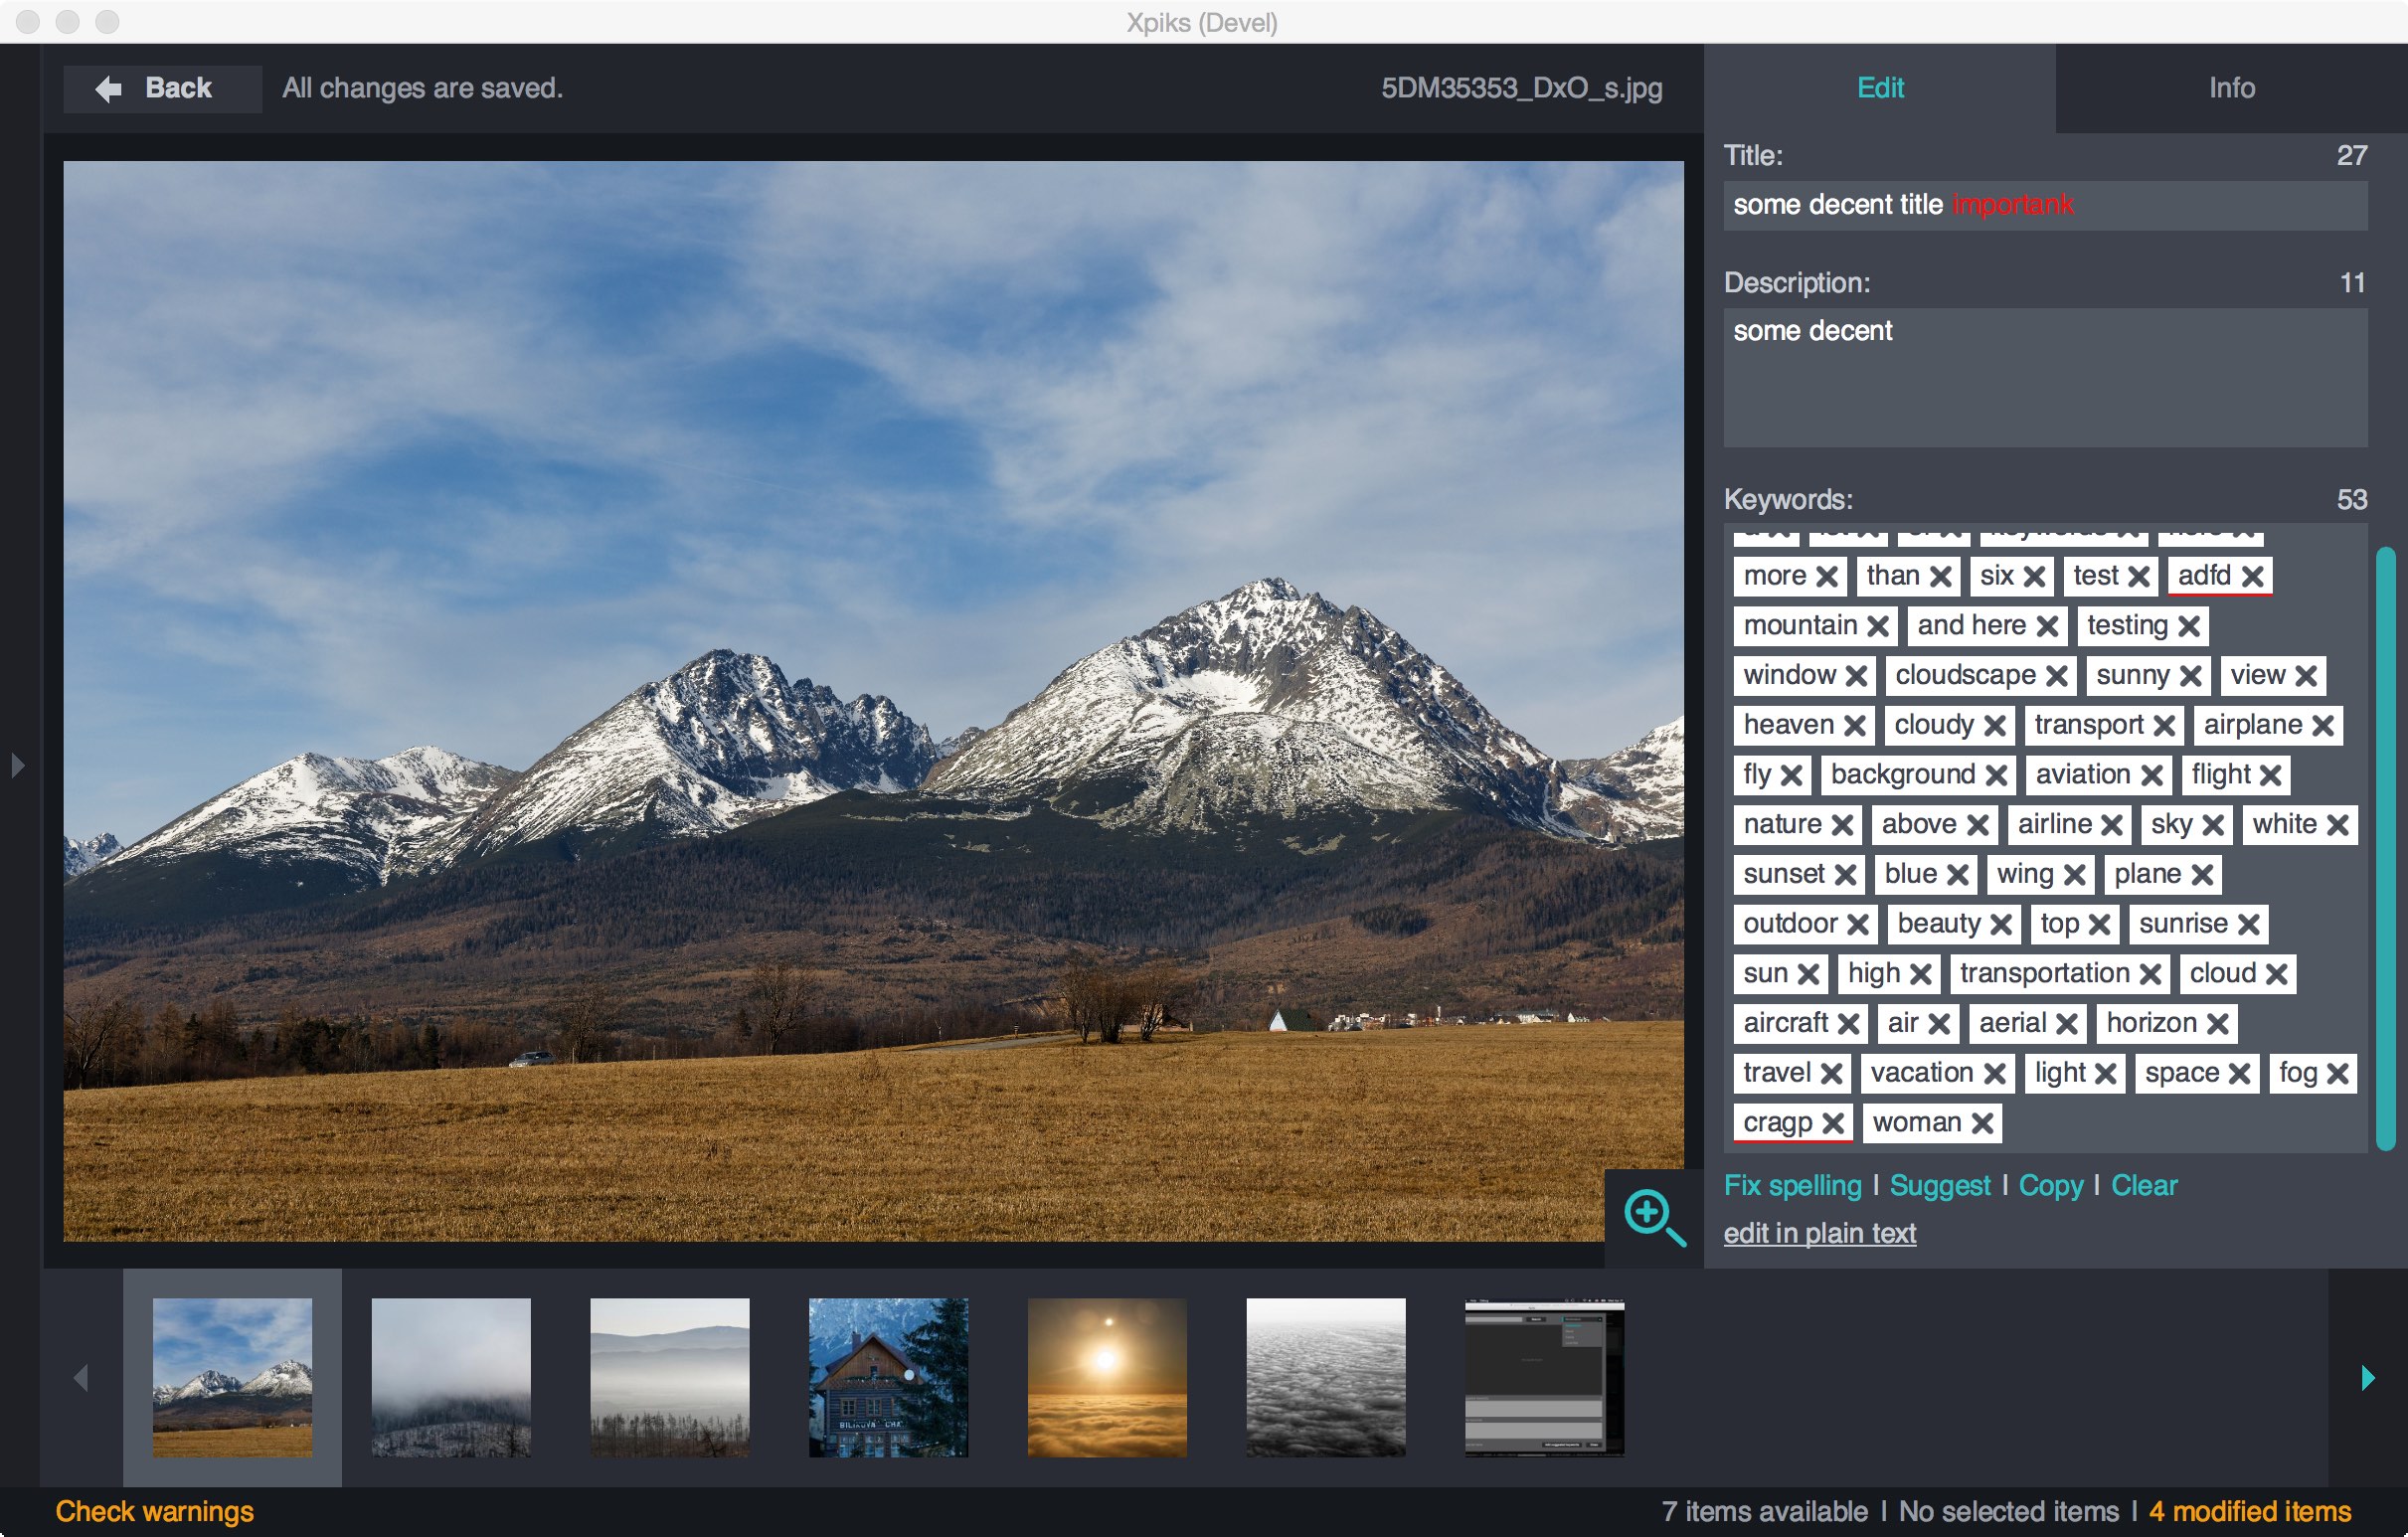 Xpiks (Devel)
Back
All changes are saved.
5DM35353_DxO_s.jpg
Edit
Info
Title:
27
some decent title importank
Description:
11
some decent
Keywords:
53
more than six test adfd
mountain and here testing
window cloudscape sunny view
heaven cloudy transport airplane
fly background aviation flight
nature above airline sky white
sunset blue wing plane
outdoor beauty top sunrise
sun high transportation cloud
aircraft air aerial horizon
travel vacation light space fog
cragp woman
Fix spelling | Suggest | Copy | Clear
edit in plain text
Check warnings
7 items available | No selected items | 4 modified items